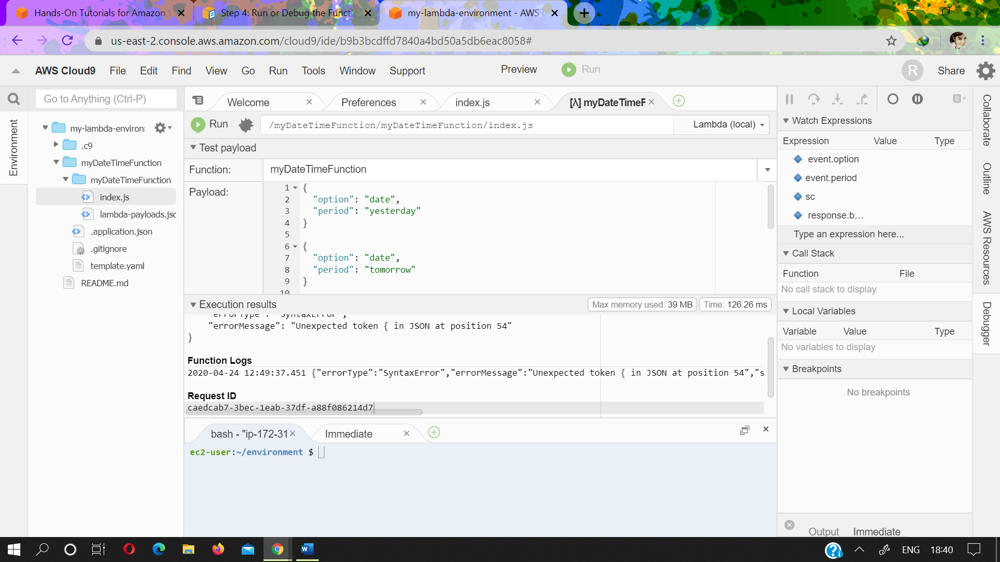 Hands-On Tutorials for Amazon
Step 4: Run or Debug the Functi
my-lambda-environment - AWS
us-east-2.console.aws.amazon.com/cloud9/ide/b9b3bcdffd7840a4bd50a5db6eac8058#
AWS Cloud9 File Edit Find View Go Run Tools Window Support Preview Run R Share
Go to Anything (Ctrl-P)
Welcome Preferences index.js [λ] myDateTimeF
Environment
my-lambda-environ
.c9
myDateTimeFunction
myDateTimeFunction
index.js
lambda-payloads.jsc
.application.json
.gitignore
template.yaml
README.md
Run /myDateTimeFunction/myDateTimeFunction/index.js Lambda (local)
Test payload
Function: myDateTimeFunction
Payload:
1 {
2 "option": "date",
3 "period": "yesterday"
4 }
5
6 {
7 "option": "date",
8 "period": "tomorrow"
9 }
10
Execution results Max memory used: 39 MB Time: 126.26 ms
"errorType": "SyntaxError",
"errorMessage": "Unexpected token { in JSON at position 54"
}
Function Logs
2020-04-24 12:49:37.451 {"errorType":"SyntaxError","errorMessage":"Unexpected token { in JSON at position 54","s
Request ID
caedcab7-3bec-1eab-37df-a88f086214d7
bash - "ip-172-31 Immediate
ec2-user:~/environment $
Watch Expressions
Expression Value Type
event.option
event.period
sc
response.b...
Type an expression here...
Call Stack
Function File
No call stack to display
Local Variables
Variable Value Type
No variables to display
Breakpoints
No breakpoints
Output Immediate
Collaborate
Outline
AWS Resources
Debugger
ENG 18:40